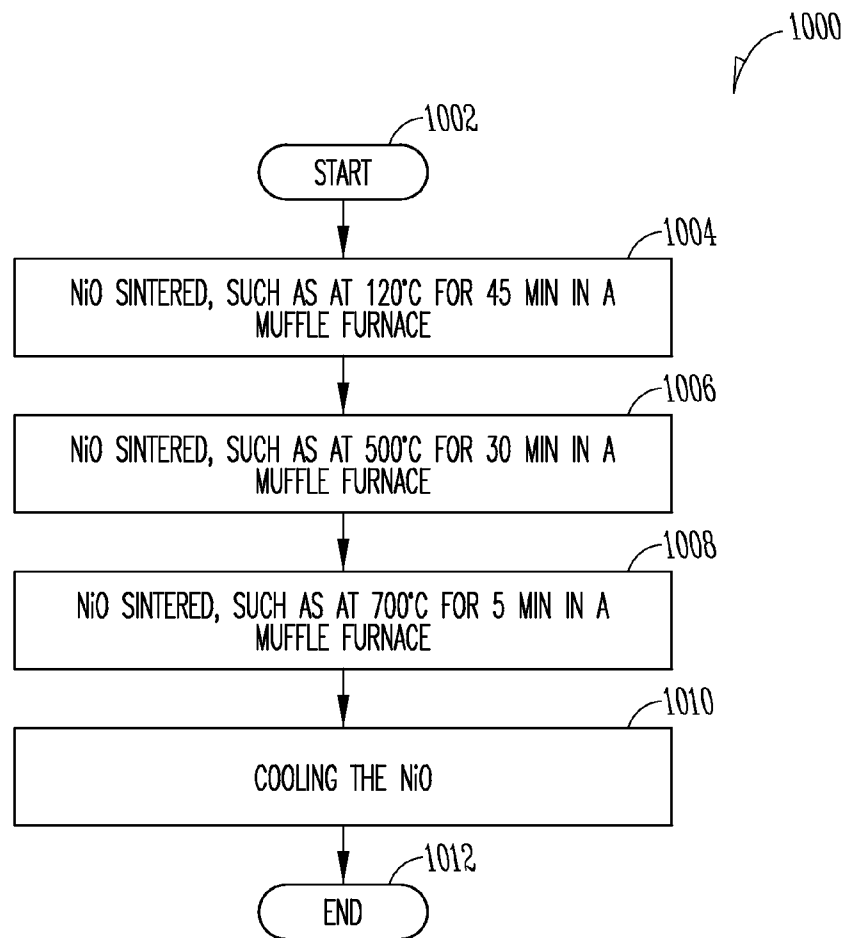 1000
1002
START
1004
NiO SINTERED, SUCH AS AT 120°C FOR 45 MIN IN A
MUFFLE FURNACE
1006
NiO SINTERED, SUCH AS AT 500°C FOR 30 MIN IN A
MUFFLE FURNACE
1008
NiO SINTERED, SUCH AS AT 700°C FOR 5 MIN IN A
MUFFLE FURNACE
1010
COOLING THE NiO
1012
END